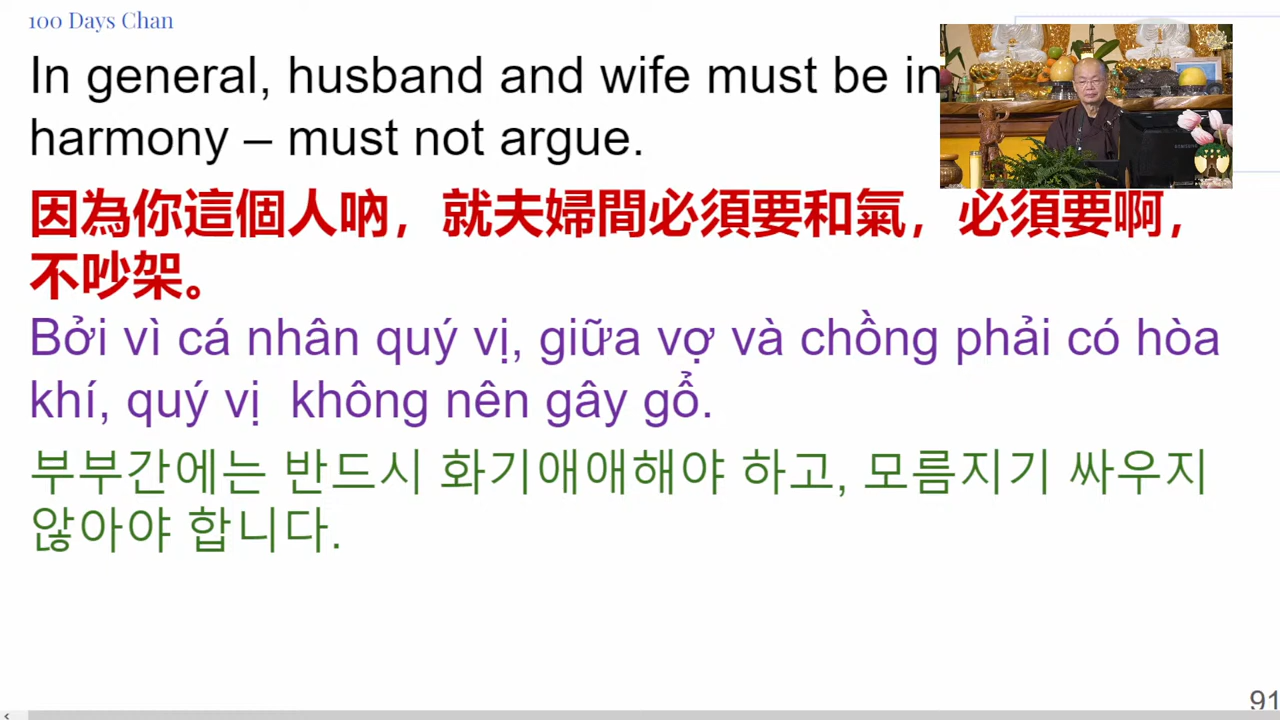 100 Days Chan
In general, husband and wife must be in
harmony – must not argue.
因為你這個人吶，就夫婦間必須要和氣，必須要啊，
不吵架。
Bởi vì cá nhân quý vị, giữa vợ và chồng phải có hòa
khí, quý vị không nên gây gổ.
부부간에는 반드시 화기애애해야 하고, 모름지기 싸우지
않아야 합니다.
91